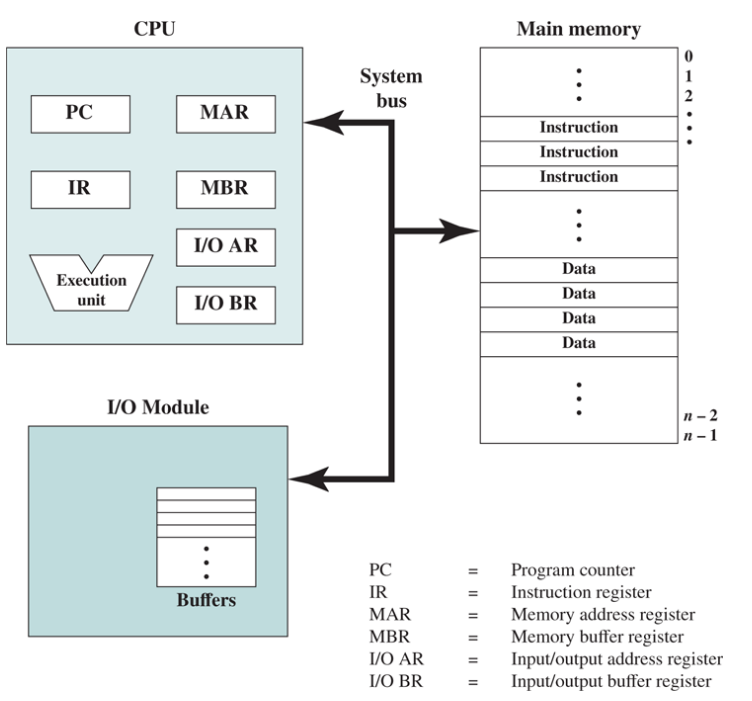 CPU
Main memory
System
bus
PC
MAR
IR
MBR
I/O AR
I/O BR
Execution
unit
0
1
2
Instruction
Instruction
Instruction
Data
Data
Data
Data
n – 2
n – 1
I/O Module
Buffers
PC = Program counter
IR = Instruction register
MAR = Memory address register
MBR = Memory buffer register
I/O AR = Input/output address register
I/O BR = Input/output buffer register